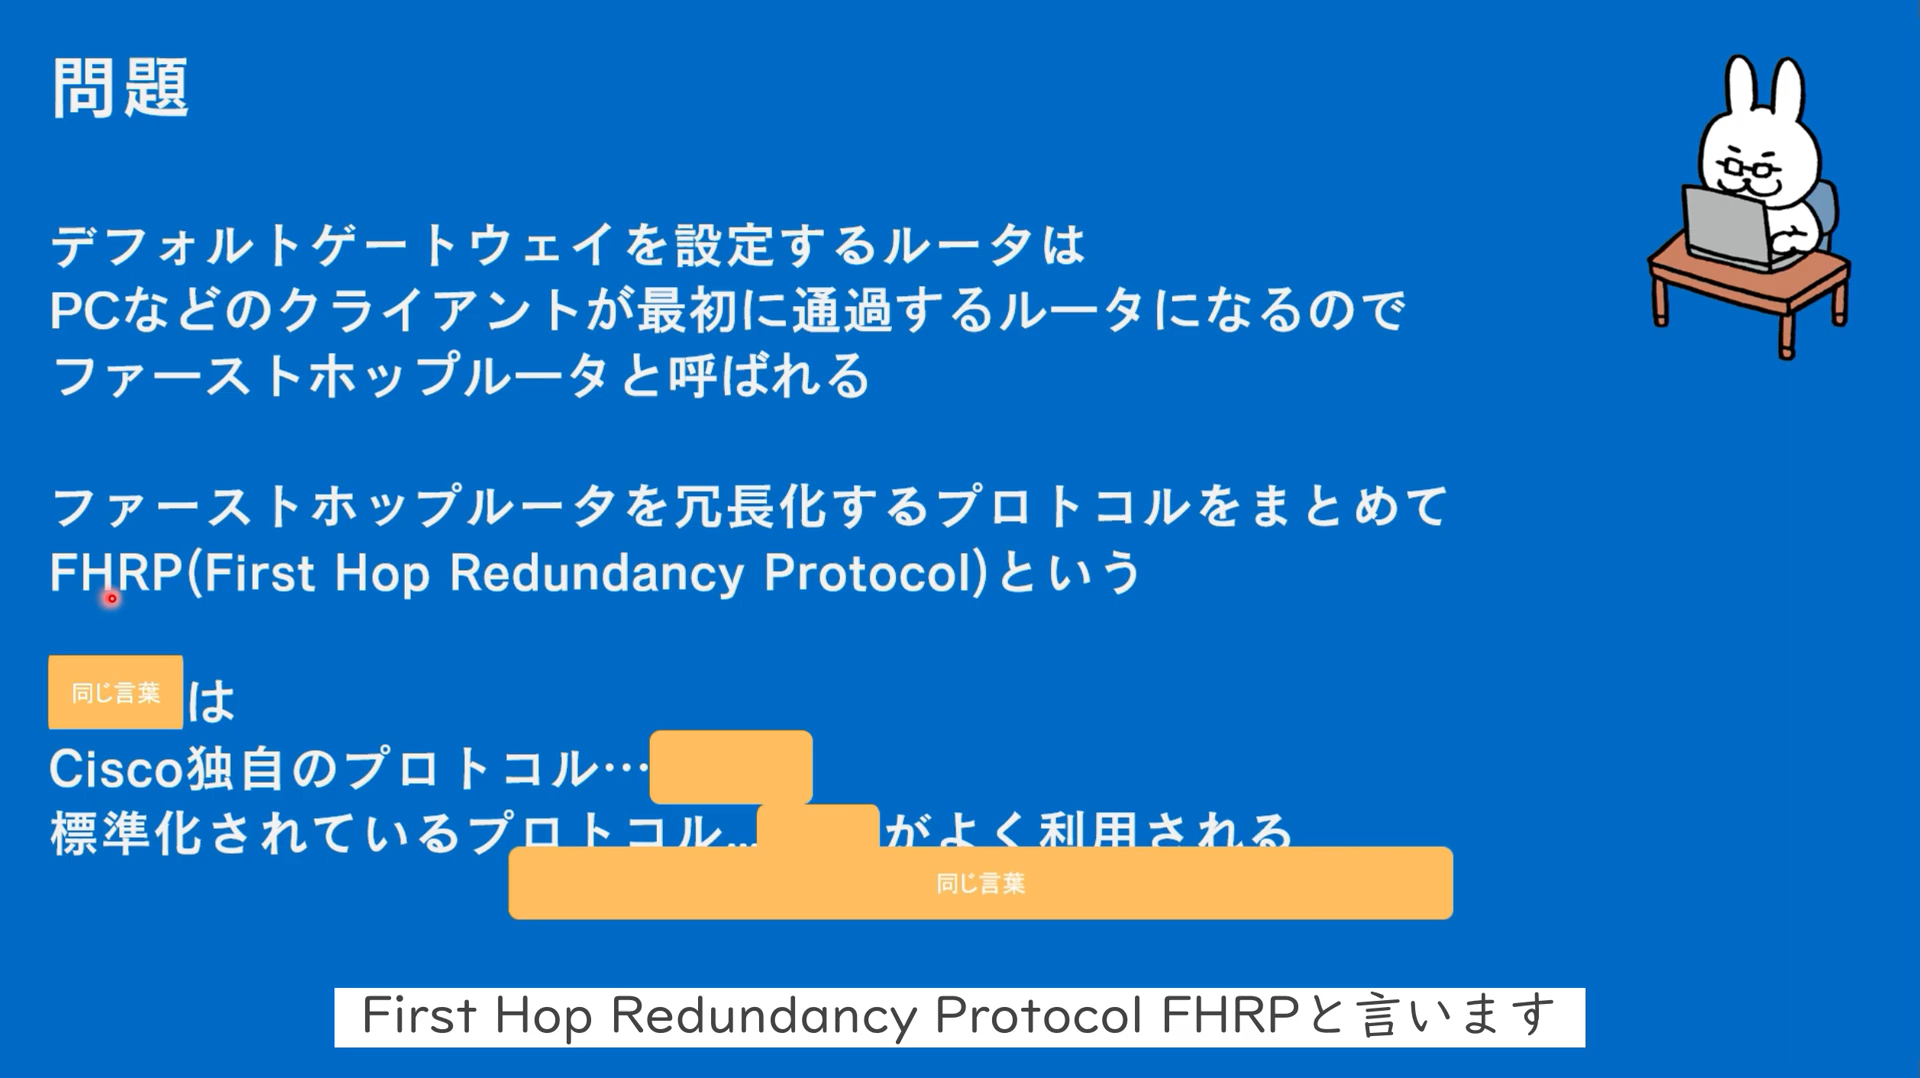 問題
デフォルトゲートウェイを設定するルータは
PCなどのクライアントが最初に通過するルータになるので
ファーストホップルータと呼ばれる
ファーストホップルータを冗長化するプロトコルをまとめて
FHRP(First Hop Redundancy Protocol)という
同じ言葉は
Cisco独自のプロトコル…
標準化されているプロトコル…がよく利用される
同じ言葉
First Hop Redundancy Protocol FHRPと言います